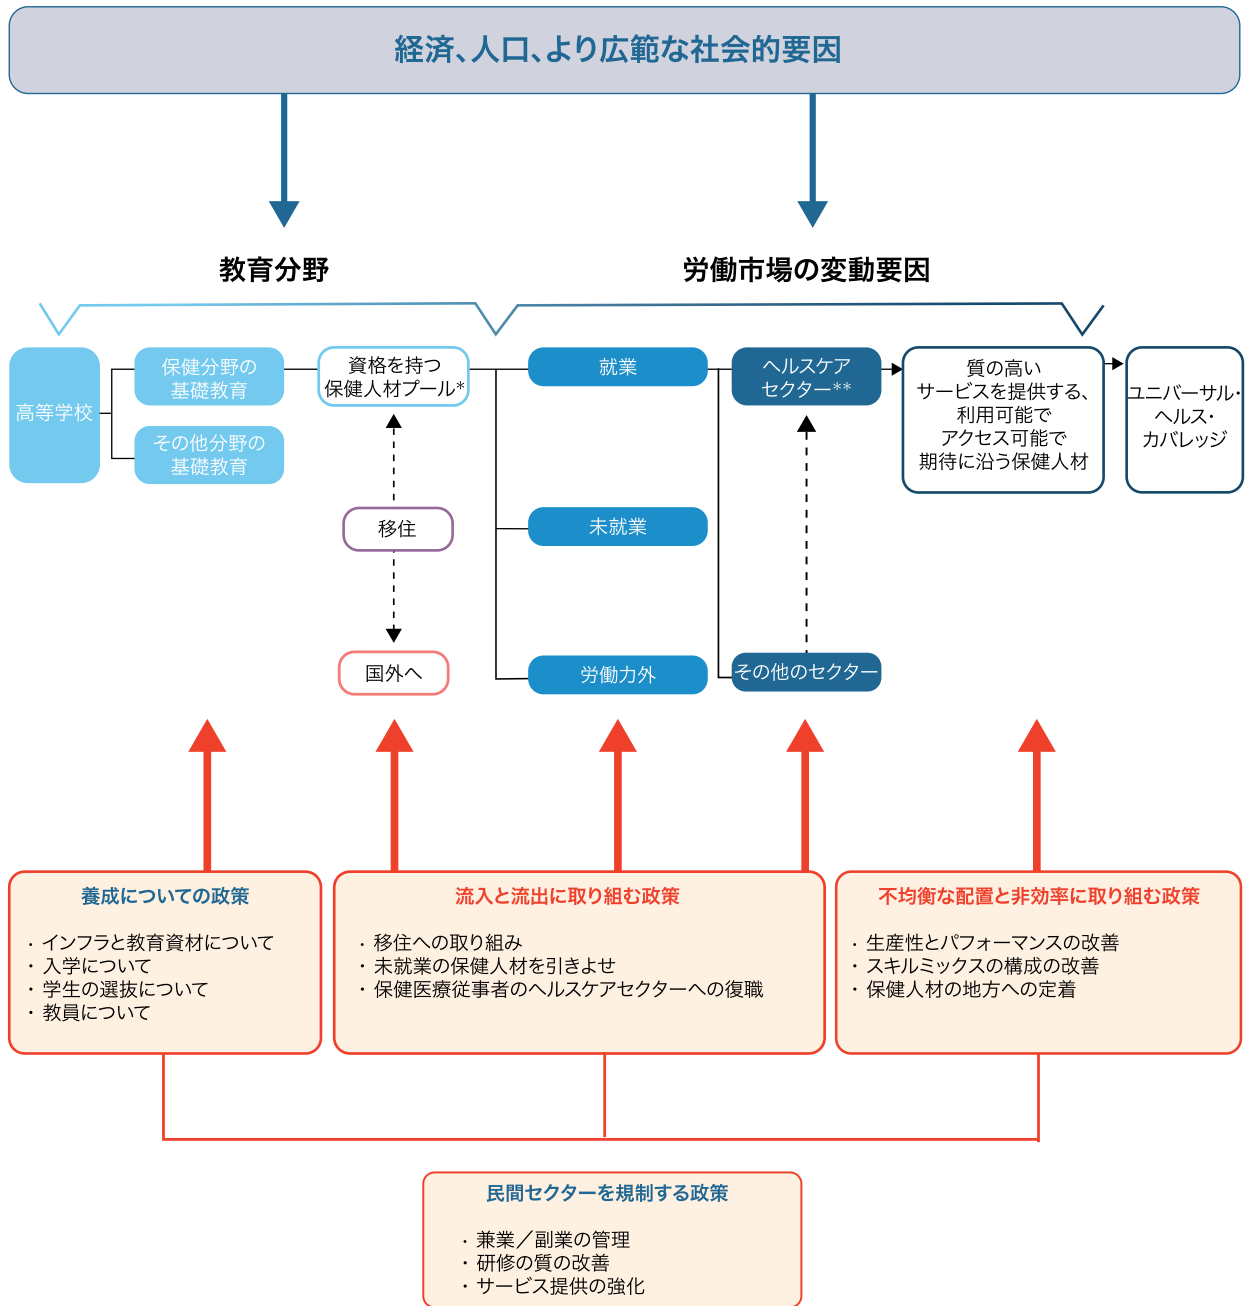 経済、人口、より広範な社会的要因
教育分野
労働市場の変動要因
高等学校
保健分野の
基礎教育
その他分野の
基礎教育
資格を持つ
保健人材プール*
移住
国外へ
就業
未就業
労働力外
ヘルスケア
セクター**
その他のセクター
質の高い
サービスを提供する、
利用可能で
アクセス可能で
期待に沿う保健人材
ユニバーサル・
ヘルス・
カバレッジ
養成についての政策
・ インフラと教育資材について
・ 入学について
・ 学生の選抜について
・ 教員について
流入と流出に取り組む政策
・ 移住への取り組み
・ 未就業の保健人材を引きよせ
・ 保健医療従事者のヘルスケアセクターへの復職
不均衡な配置と非効率に取り組む政策
・ 生産性とパフォーマンスの改善
・ スキルミックスの構成の改善
・ 保健人材の地方への定着
民間セクターを規制する政策
・ 兼業／副業の管理
・ 研修の質の改善
・ サービス提供の強化